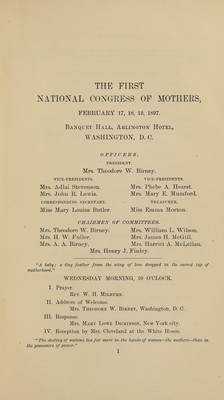 THE FIRST
NATIONAL CONGRESS OF MOTHERS,
FEBRUARY 17, 18, 19, 1897.
BANQUET HALL, ARLINGTON HOTEL,
WASHINGTON, D. C.
OFFICERS.
PRESIDENT.
Mrs. Theodore W. Birney.
VICE-PRESIDENTS. VICE-PRESIDENTS.
Mrs. Adlai Stevenson. Mrs. Phebe A. Hearst.
Mrs. John R. Lewis. Mrs. Mary E. Mumford.
CORRESPONDING SECRETARY. TREASURER.
Miss Mary Louisa Butler. Miss Emma Morton.
CHAIRMEN OF COMMITTEES.
Mrs. Theodore W. Birney. Mrs. William L. Wilson.
Mrs. H. W. Fuller. Mrs. James H. McGill.
Mrs. A. A. Birney. Mrs. Harriet A. McLellan.
Mrs. Henry J. Finley.
"A baby: a tiny feather from the wing of love dropped in the sacred lap of
motherhood."
WEDNESDAY MORNING, 10 O'CLOCK.
I. Prayer.
REV. W. H. MILBURN.
II. Address of Welcome.
MRS. THEODORE W. BIRNEY, Washington, D. C.
III. Response.
MRS. MARY LOWE DICKINSON, New York city.
IV. Reception by Mrs. Cleveland at the White House.
"The destiny of nations lies far more in the hands of women—the mothers—than in
the possessors of power."
1